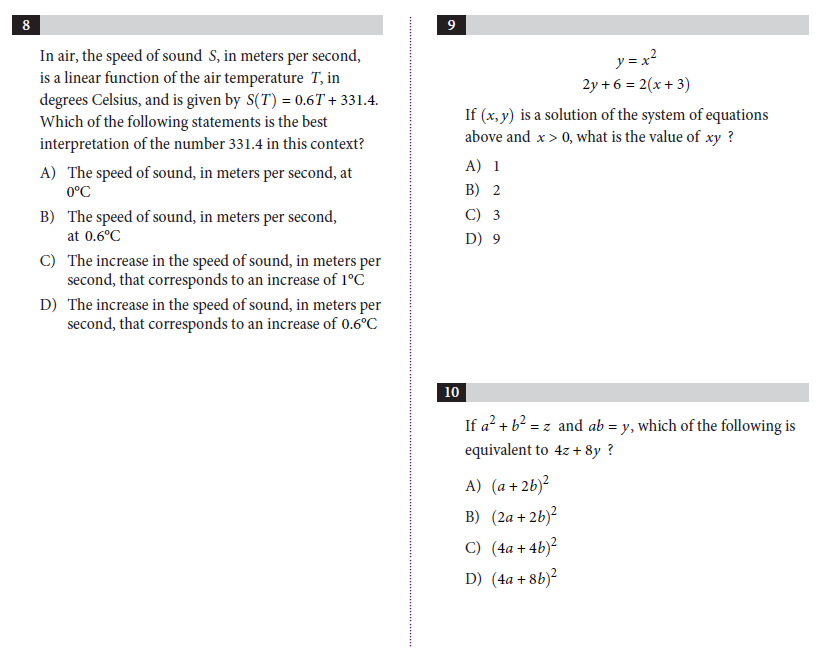 8
In air, the speed of sound S, in meters per second,
is a linear function of the air temperature T, in
degrees Celsius, and is given by S(T) = 0.6T + 331.4.
Which of the following statements is the best
interpretation of the number 331.4 in this context?
A) The speed of sound, in meters per second, at
0°C
B) The speed of sound, in meters per second,
at 0.6°C
C) The increase in the speed of sound, in meters per
second, that corresponds to an increase of 1°C
D) The increase in the speed of sound, in meters per
second, that corresponds to an increase of 0.6°C
9
y = x²
2y + 6 = 2(x + 3)
If (x, y) is a solution of the system of equations
above and x > 0, what is the value of xy ?
A) 1
B) 2
C) 3
D) 9
10
If a² + b² = z and ab = y, which of the following is
equivalent to 4z + 8y ?
A) (a + 2b)²
B) (2a + 2b)²
C) (4a + 4b)²
D) (4a + 8b)²